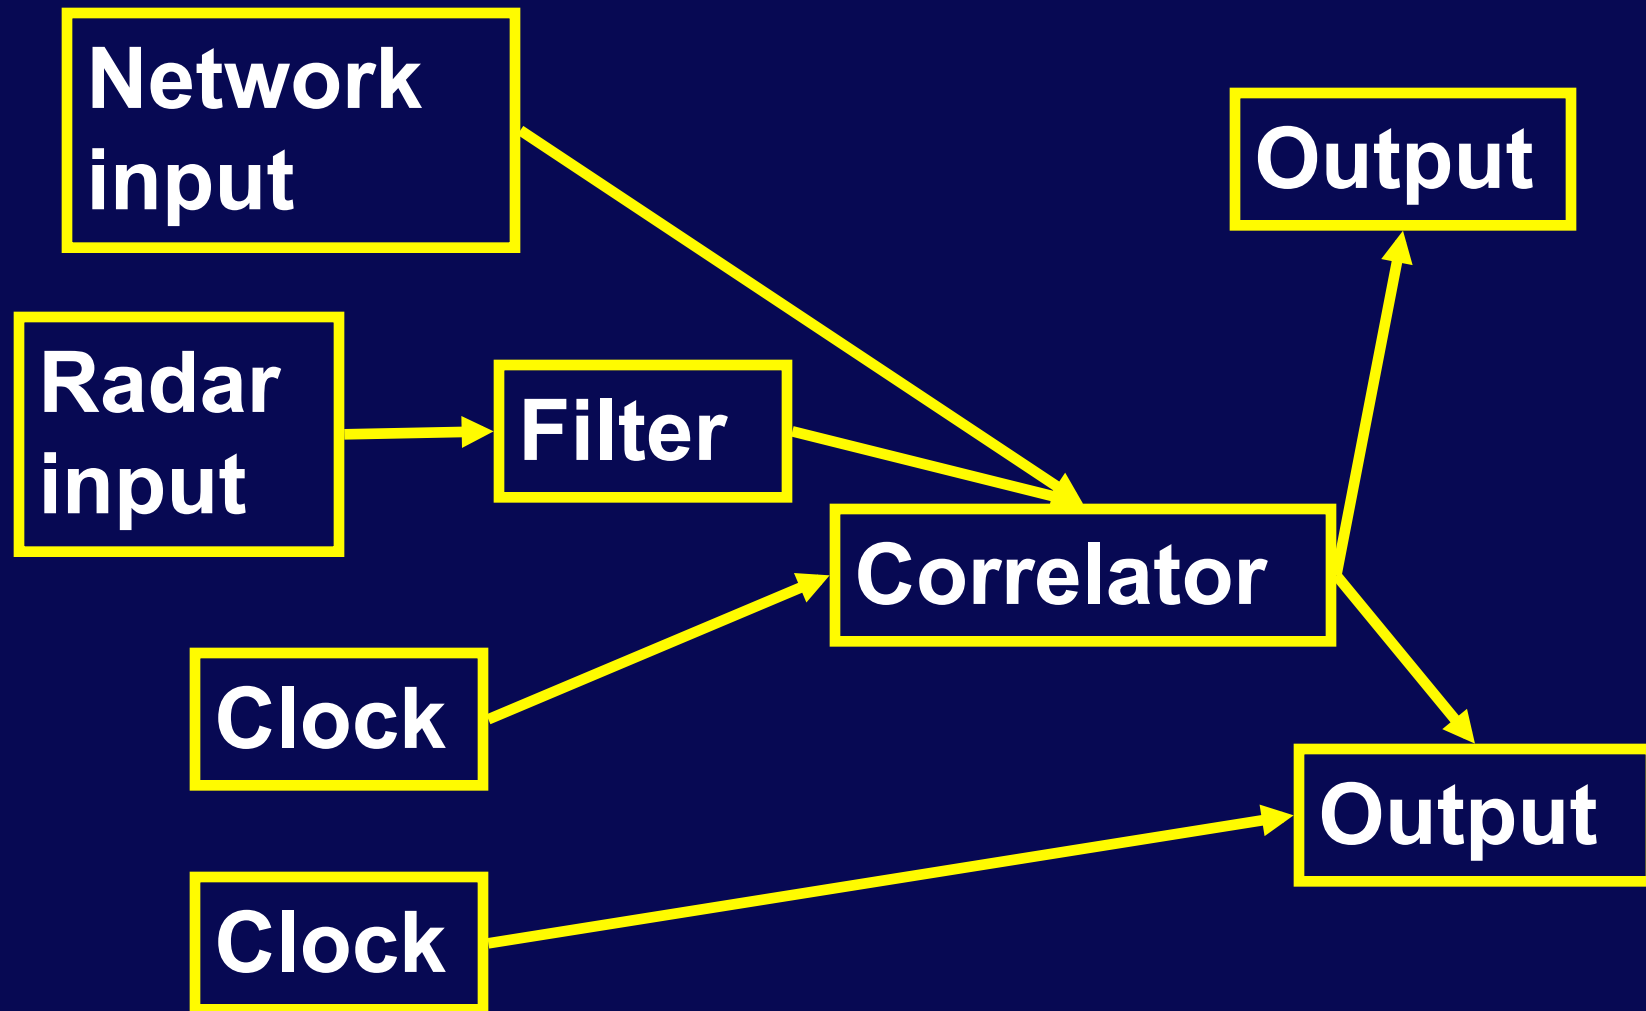 Network
input
Output
Radar
input
Filter
Correlator
Clock
Output
Clock